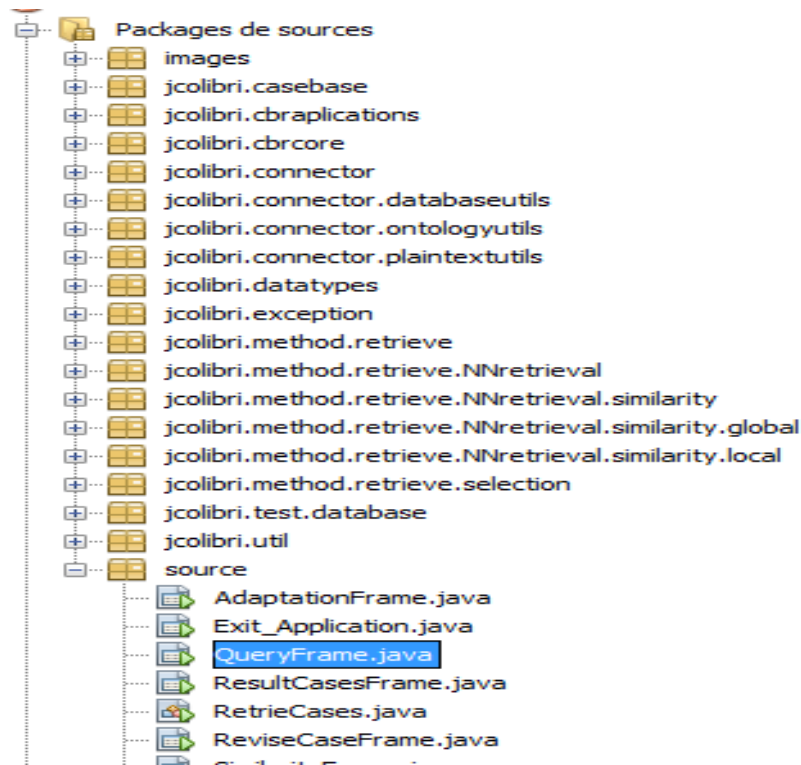 Packages de sources
images
jcolibri.casebase
jcolibri.cbraplications
jcolibri.cbrcore
jcolibri.connector
jcolibri.connector.databaseutils
jcolibri.connector.ontologyutils
jcolibri.connector.plaintextutils
jcolibri.datatypes
jcolibri.exception
jcolibri.method.retrieve
jcolibri.method.retrieve.NNretrieval
jcolibri.method.retrieve.NNretrieval.similarity
jcolibri.method.retrieve.NNretrieval.similarity.global
jcolibri.method.retrieve.NNretrieval.similarity.local
jcolibri.method.retrieve.selection
jcolibri.test.database
jcolibri.util
source
AdaptationFrame.java
Exit_Application.java
QueryFrame.java
ResultCasesFrame.java
RetrieCases.java
ReviseCaseFrame.java